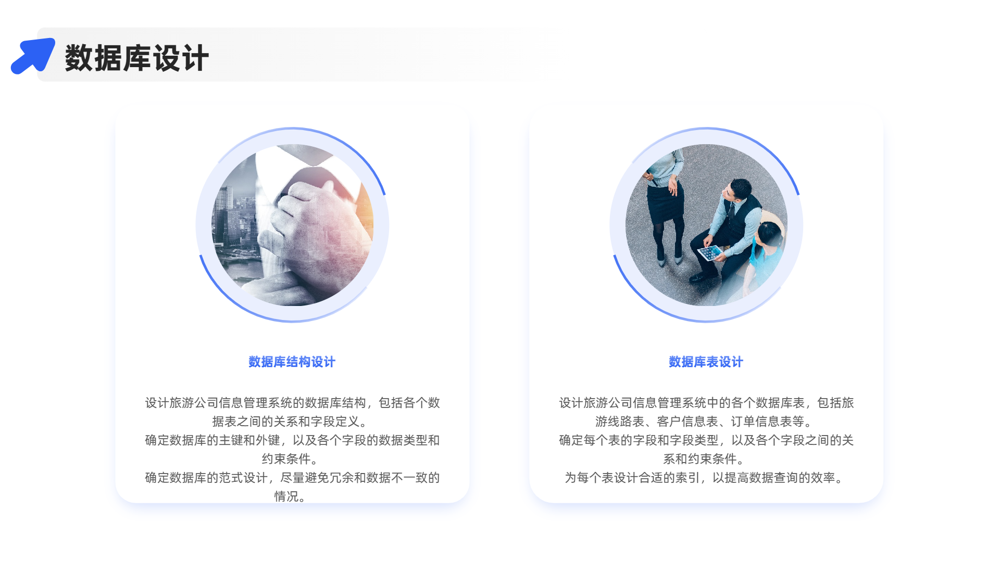 数据库设计
数据库结构设计
设计旅游公司信息管理系统的数据库结构，包括各个数
据表之间的关系和字段定义。
确定数据库的主键和外键，以及各个字段的数据类型和
约束条件。
确定数据库的范式设计，尽量避免冗余和数据不一致的
情况。
数据库表设计
设计旅游公司信息管理系统中的各个数据库表，包括旅
游线路表、客户信息表、订单信息表等。
确定每个表的字段和字段类型，以及各个字段之间的关
系和约束条件。
为每个表设计合适的索引，以提高数据查询的效率。